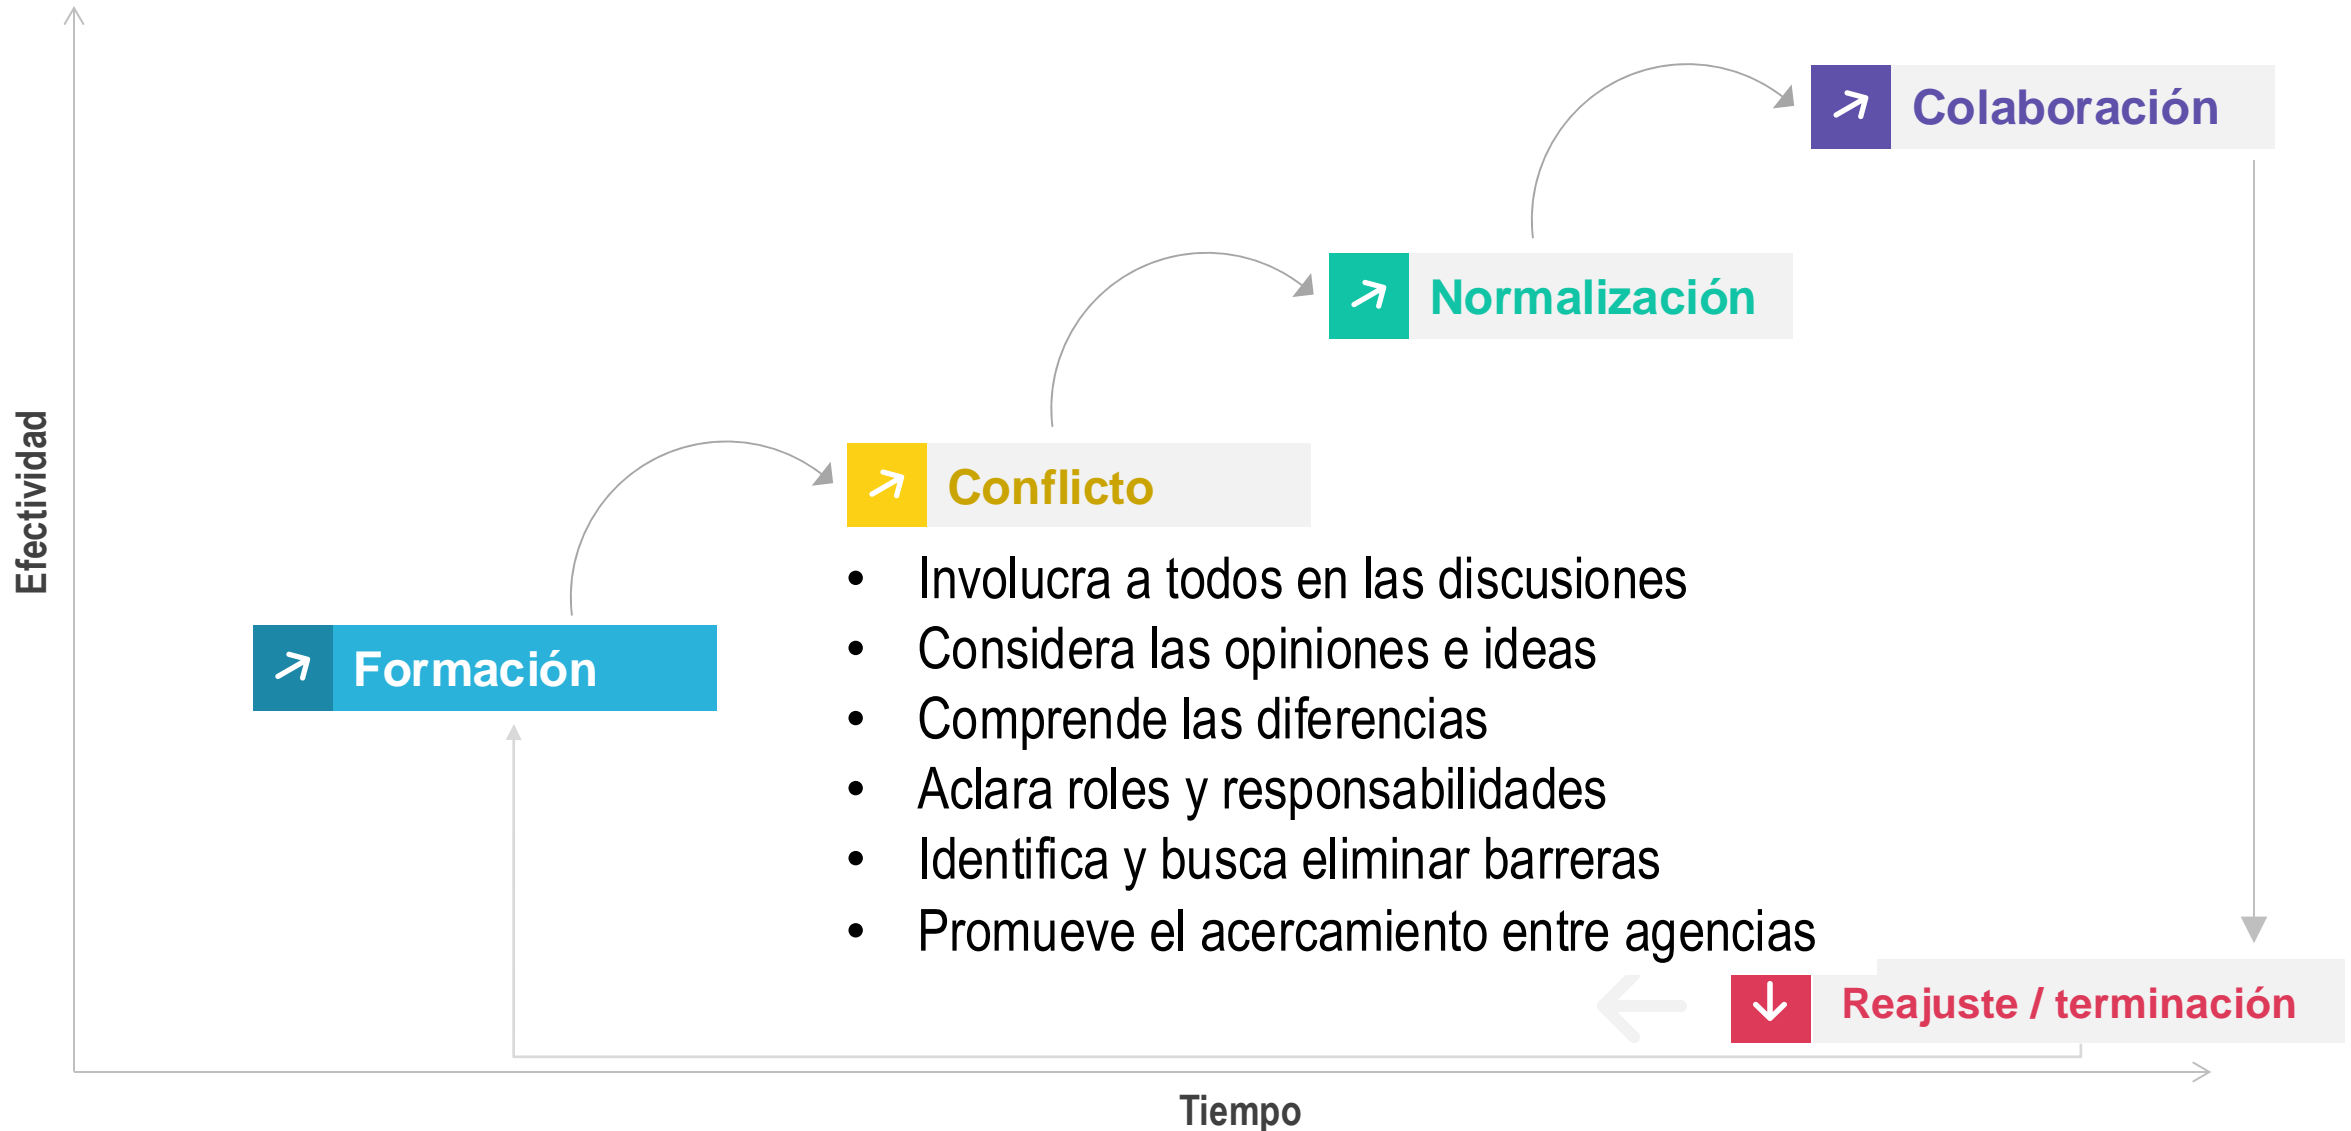 Colaboración
Normalización
Efectividad
Conflicto
• Involucra a todos en las discusiones
• Considera las opiniones e ideas
Formación
• Comprende las diferencias
• Aclara roles y responsabilidades
• Identifica y busca eliminar barreras
• Promueve el acercamiento entre agencias
Reajuste / terminación
Tiempo